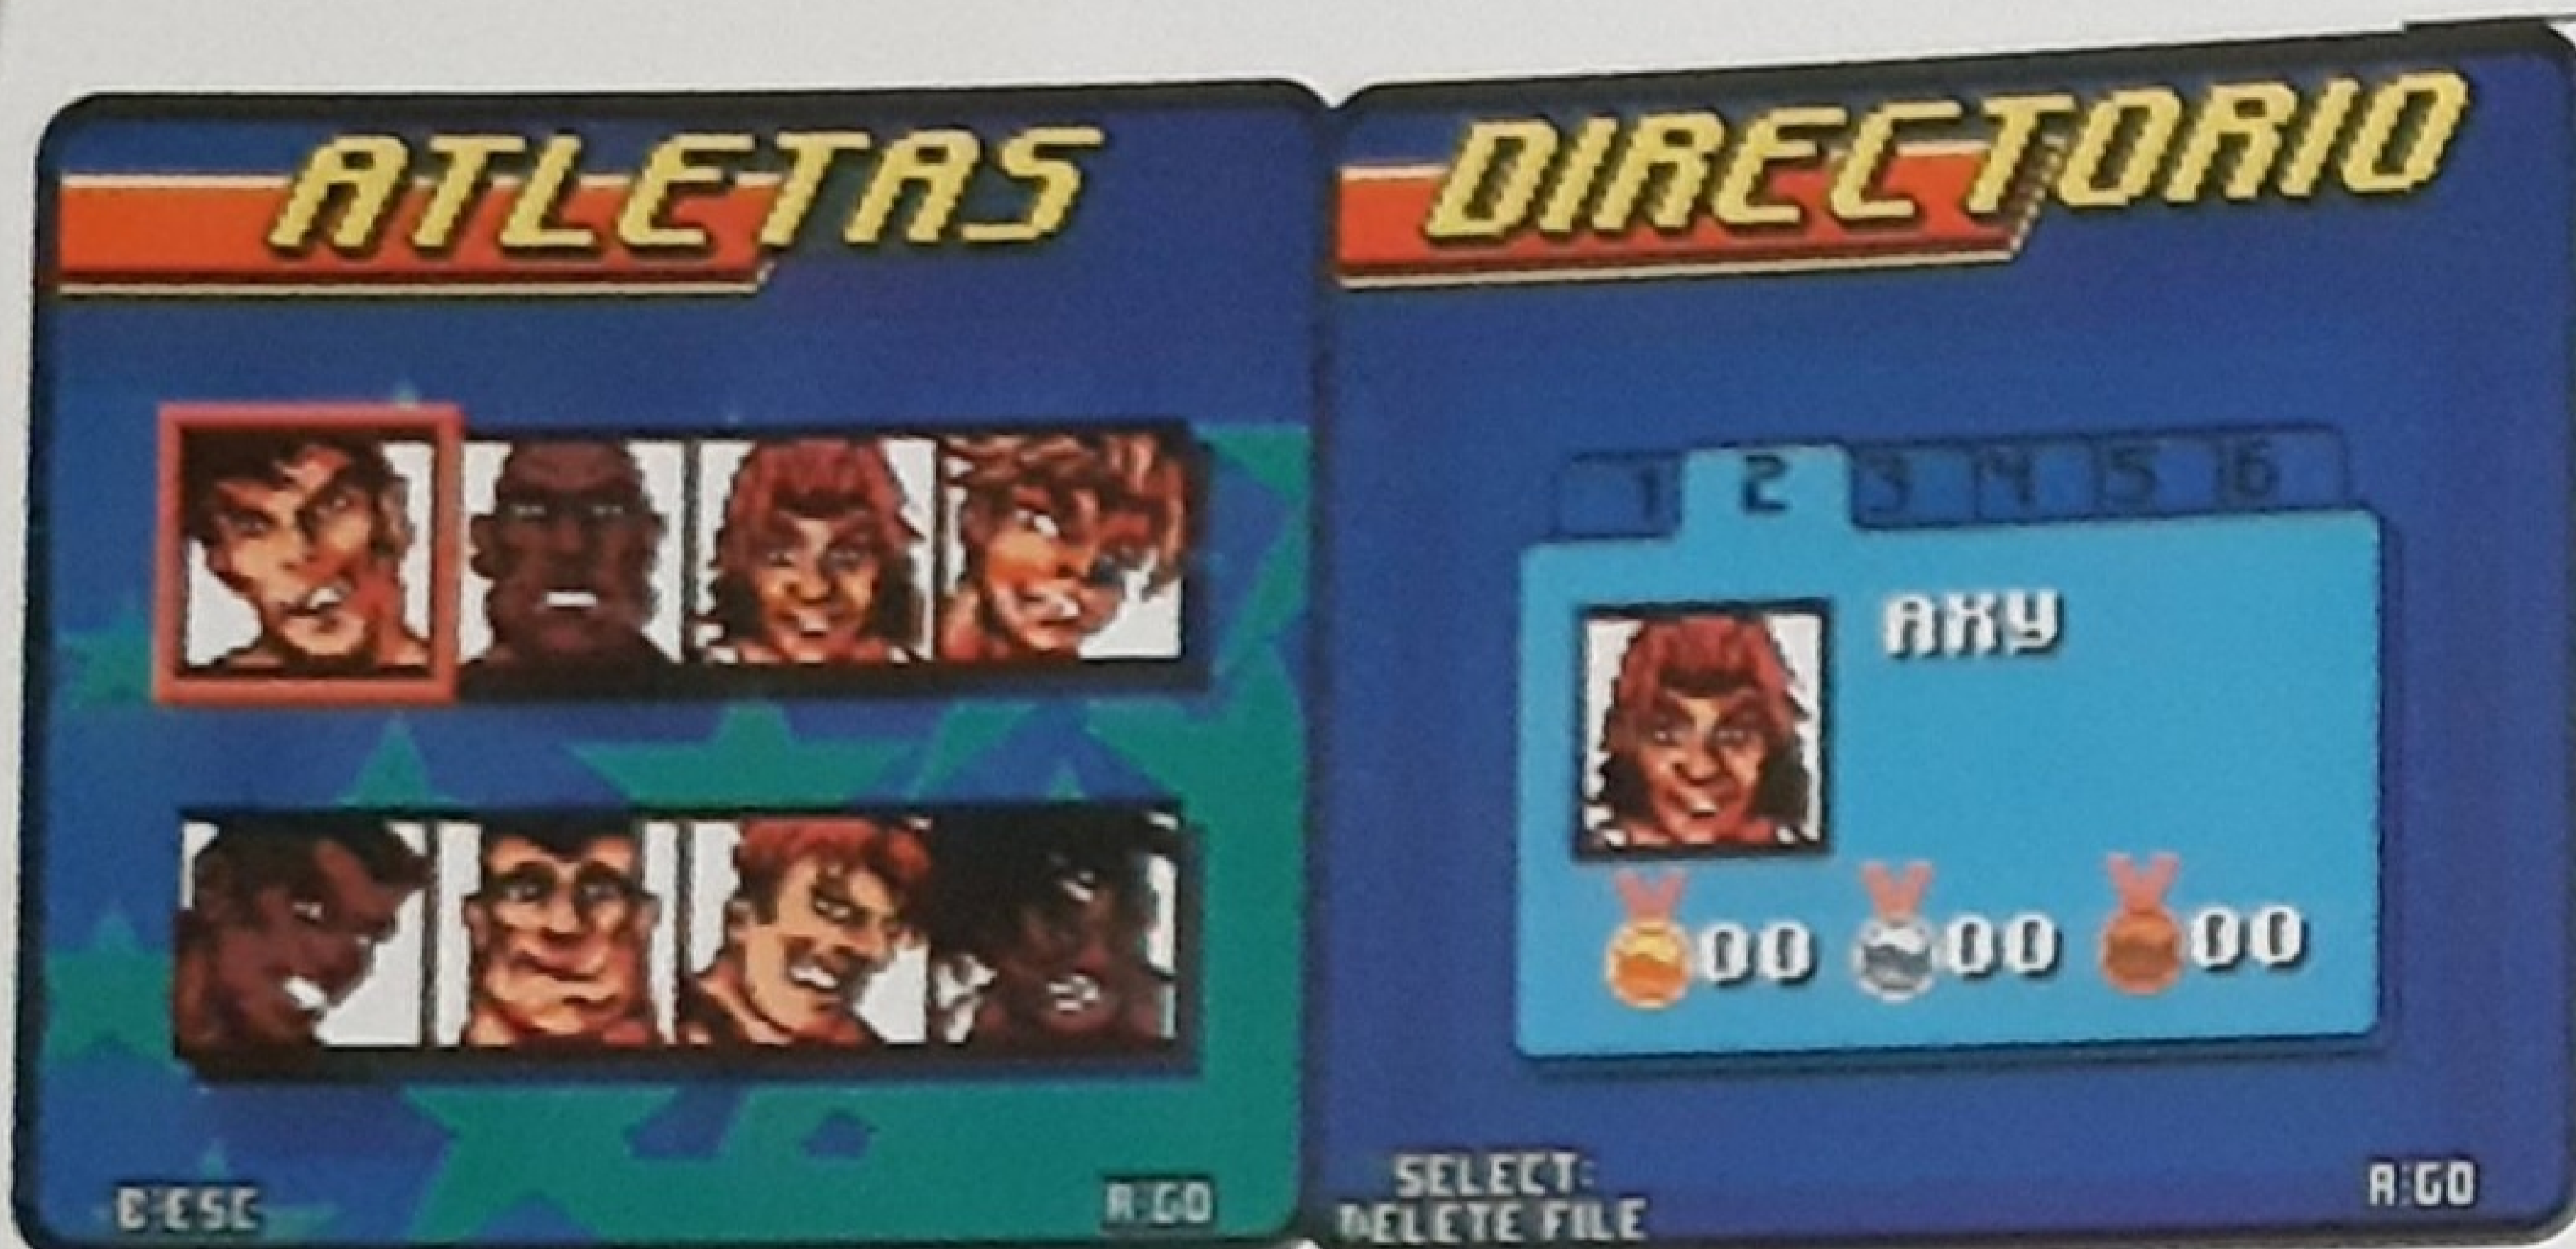 ATLETAS
B:ESC
A:GO
DIRECTORIO
1 2 3 4 5 6
AXY
00 00 00
SELECT:
DELETE FILE
A:GO